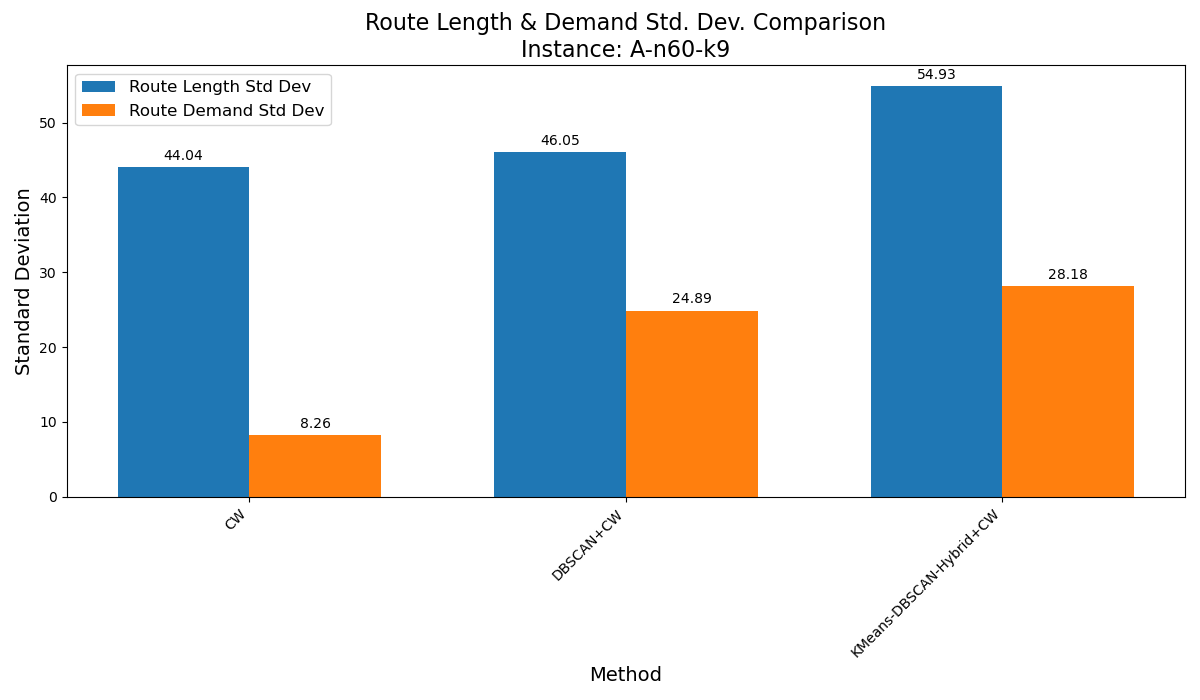 Route Length & Demand Std. Dev. Comparison
Instance: A-n60-k9
Route Length Std Dev
Route Demand Std Dev
Standard Deviation
50
40
30
20
10
0
44.04
8.26
46.05
24.89
54.93
28.18
CW
DBSCAN+CW
KMeans-DBSCAN-Hybrid+CW
Method